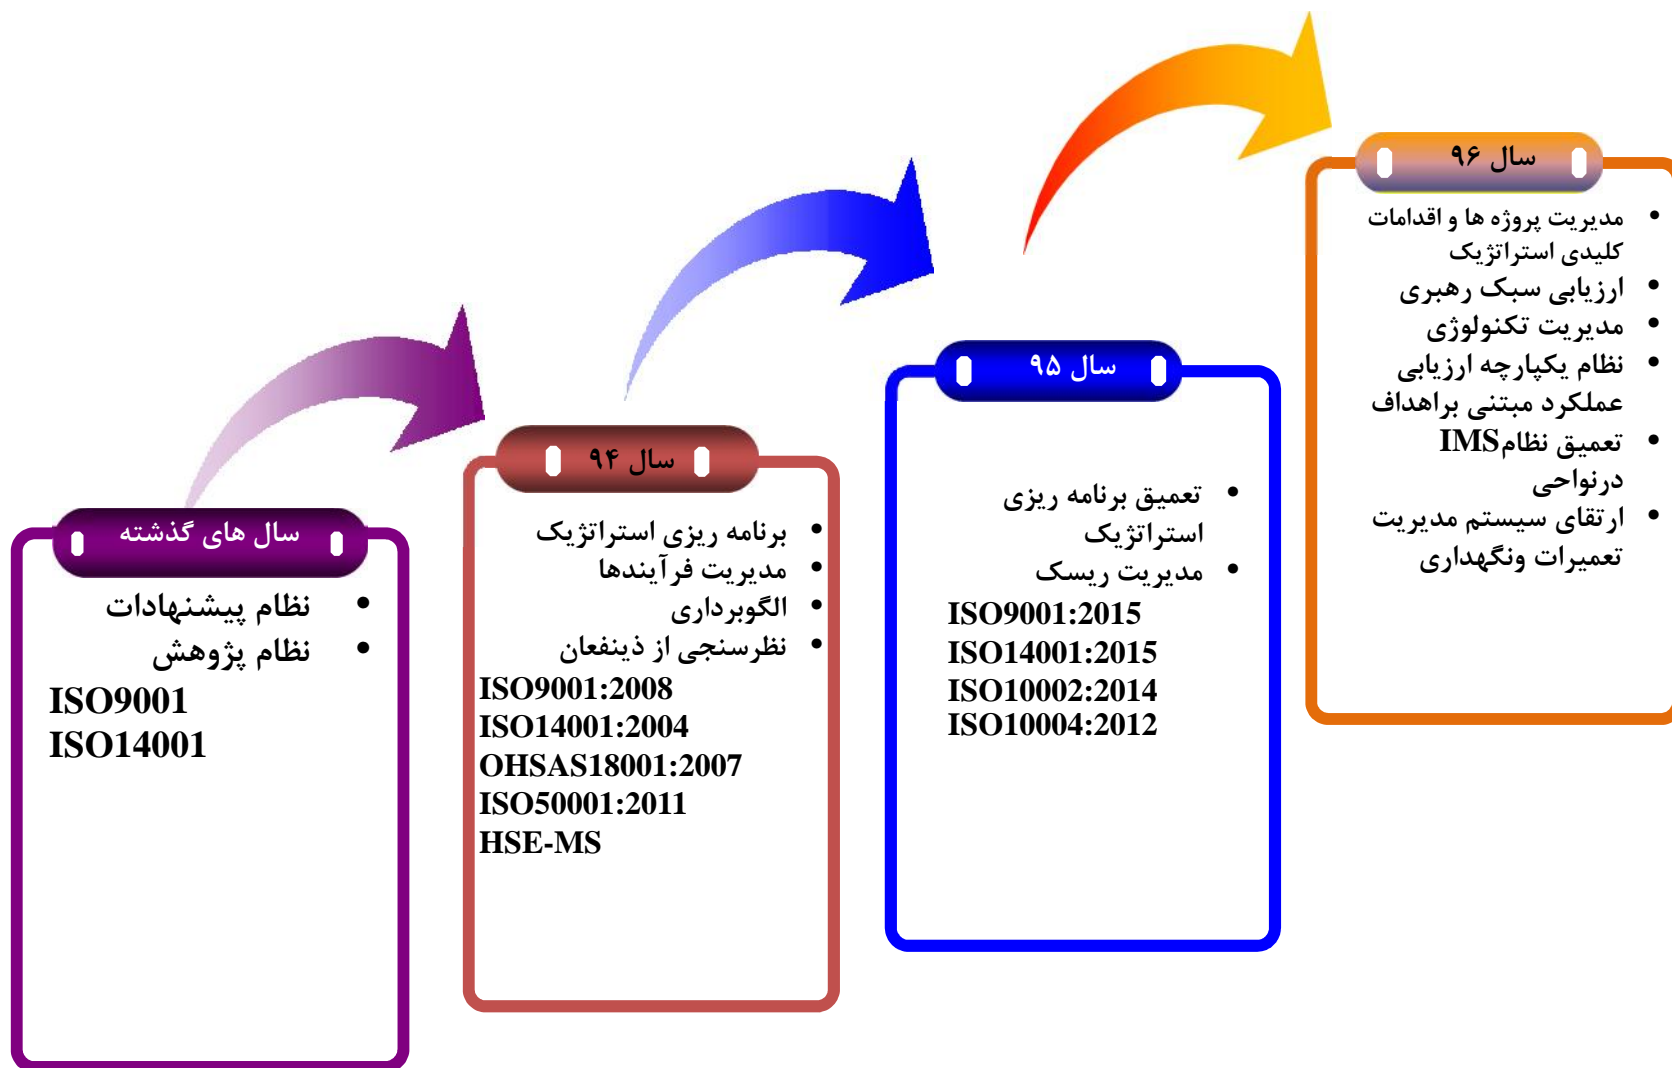 سال های گذشته
• نظام پیشنهادات
• نظام پژوهش
ISO9001
ISO14001
سال ۹۴
• برنامه ریزی استراتژیک
• مدیریت فرآیندها
• الگوبرداری
• نظرسنجی از ذینفعان
ISO9001:2008
ISO14001:2004
OHSAS18001:2007
ISO50001:2011
HSE-MS
سال ۹۵
• تعمیق برنامه ریزی
استراتژیک
• مدیریت ریسک
ISO9001:2015
ISO14001:2015
ISO10002:2014
ISO10004:2012
سال ۹۶
• مدیریت پروژه ها و اقدامات
کلیدی استراتژیک
• ارزیابی سبک رهبری
• مدیریت تکنولوژی
• نظام یکپارچه ارزیابی
عملکرد مبتنی براهداف
• تعمیق نظامIMS
درنواحی
• ارتقای سیستم مدیریت
تعمیرات ونگهداری